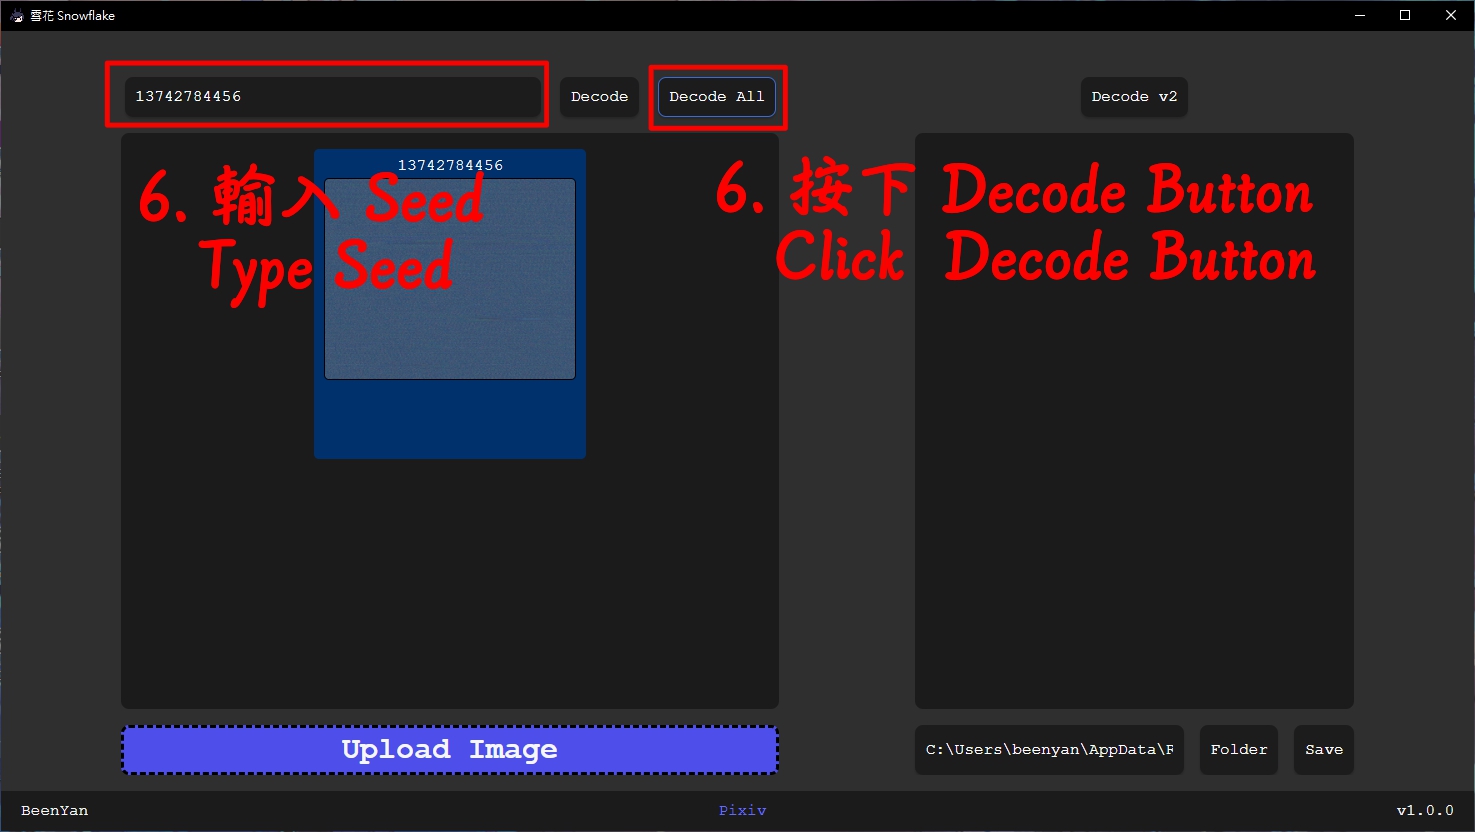 雪花 Snowflake
13742784456
Decode
Decode All
Decode v2
13742784456
6. 輸入 Seed
Type Seed
6. 按下 Decode Button
Click Decode Button
Upload Image
C:\Users\beenyan\AppData\R
Folder
Save
BeenYan
Pixiv
v1.0.0